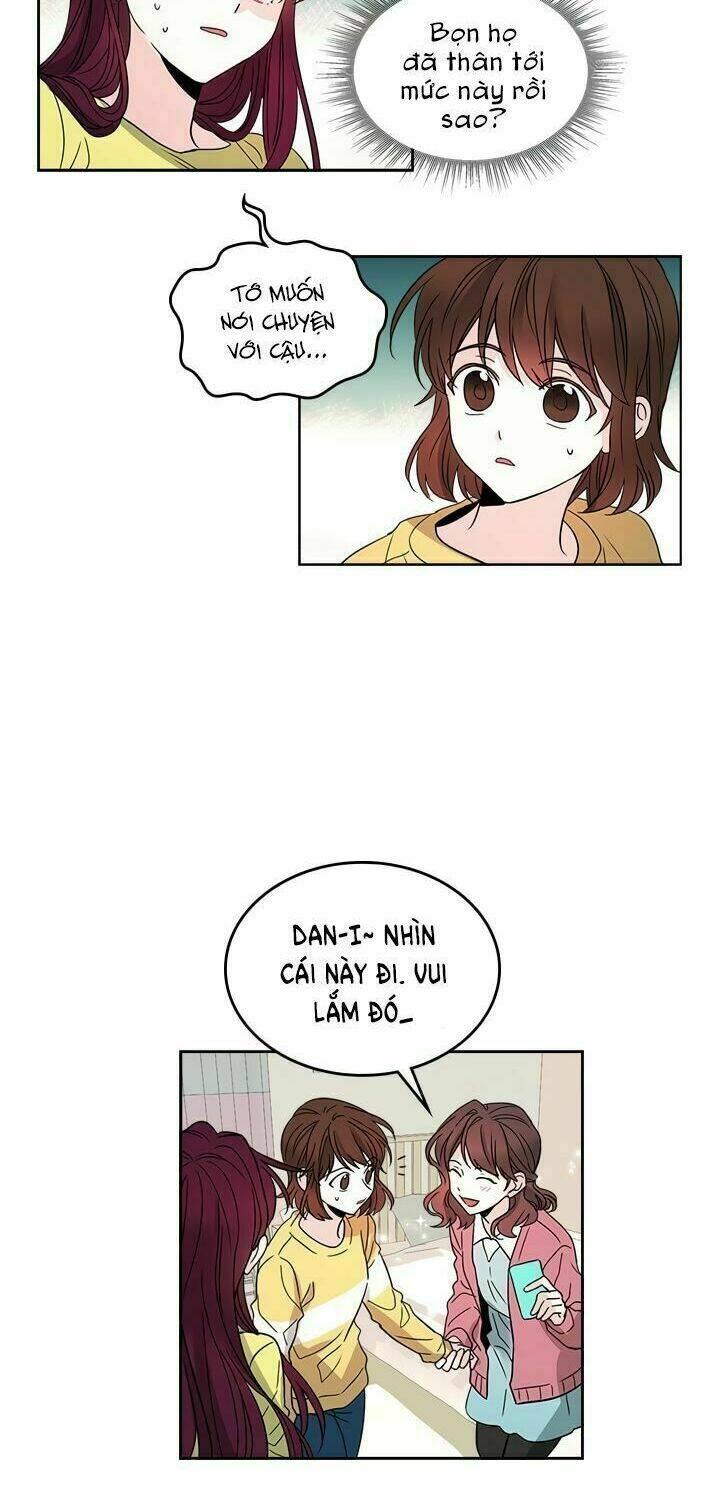 Bọn họ
đã thân tới
mức này rồi
sao?
TỚ MUỐN
NÓI CHUYỆN
VỚI CẬU...
DAN-I~ NHÌN
CÁI NÀY ĐI. VUI
LẮM ĐÓ_